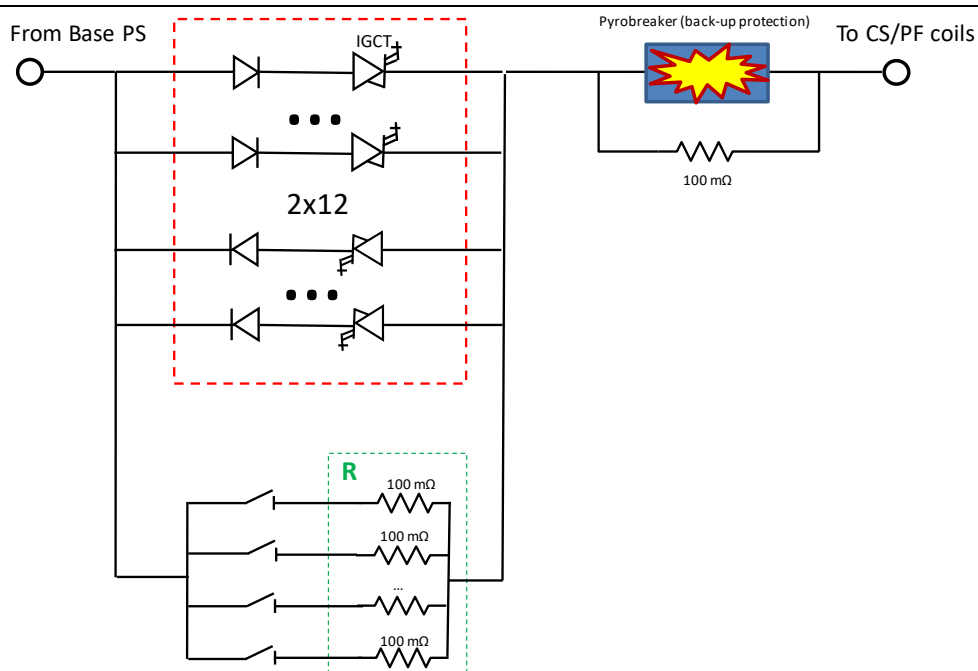 From Base PS
IGCT
Pyrobreaker (back-up protection)
To CS/PF coils
100 mΩ
2x12
R
100 mΩ
100 mΩ
...
100 mΩ